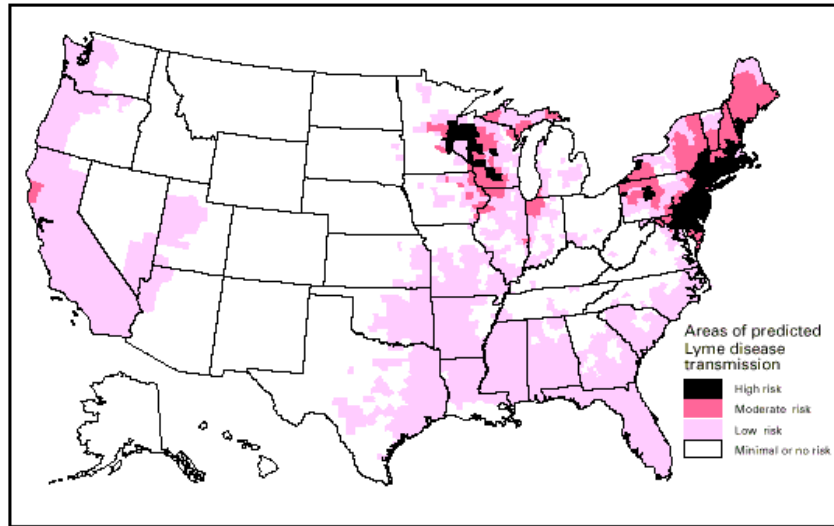 Areas of predicted
Lyme disease
transmission
High risk
Moderate risk
Low risk
Minimal or no risk